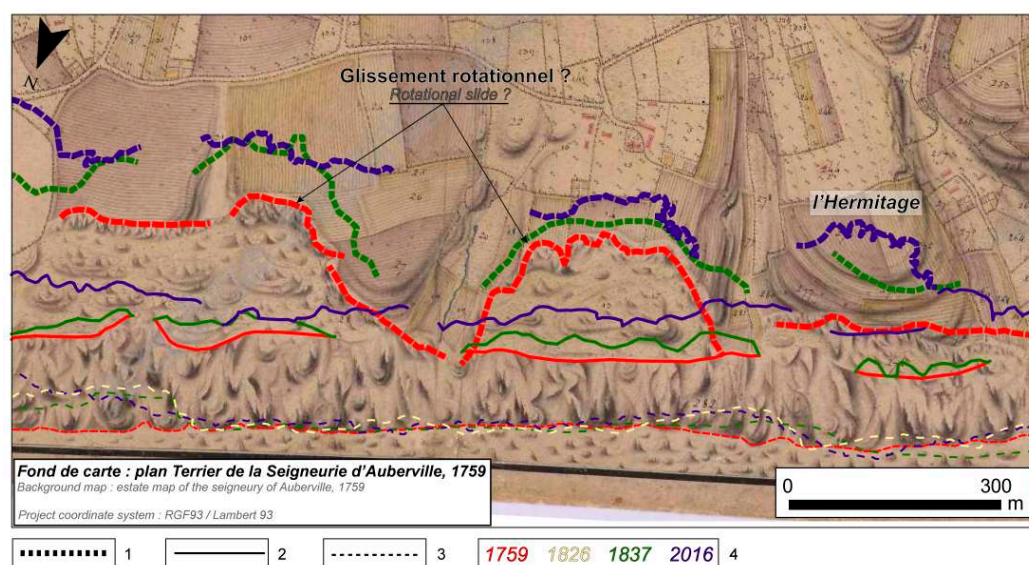 N
Glissement rotationnel ?
Rotational slide ?
l'Hermitage
Fond de carte : plan Terrier de la Seigneurie d'Auberville, 1759
Background map : estate map of the seigneury of Auberville, 1759
Project coordinate system : RGF93 / Lambert 93
0 300
m
1 2 3 1759 1826 1837 2016 4